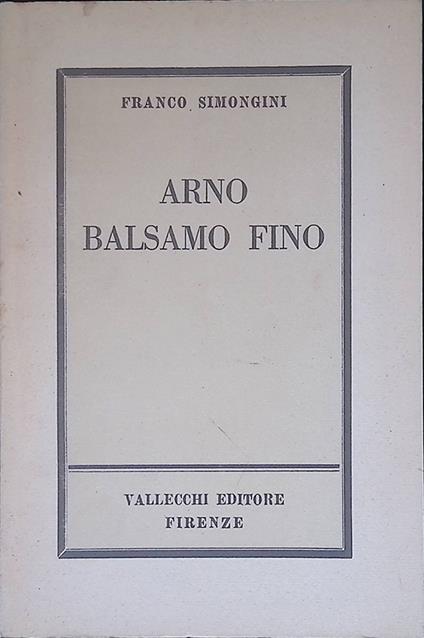 FRANCO SIMONGINI
ARNO
BALSAMO FINO
VALLECCHI EDITORE
FIRENZE